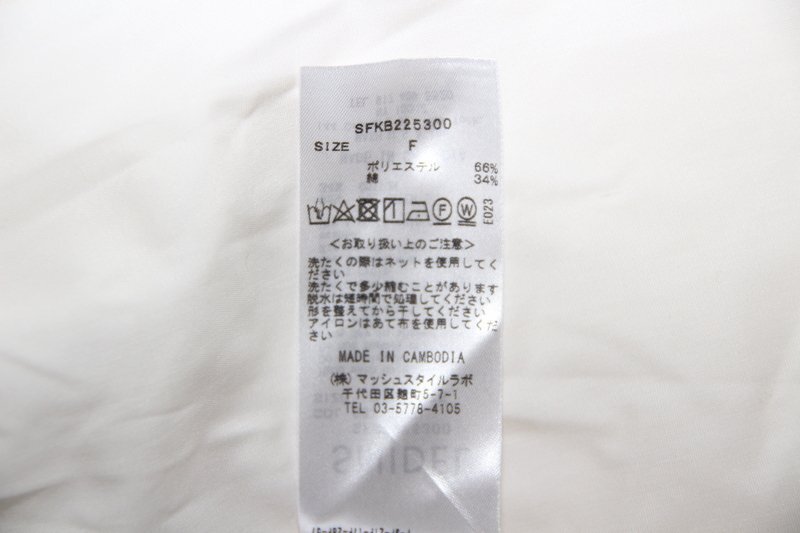 SFKB225300
SIZE F
ポリエステル 66%
綿 34%
F W E023
<お取り扱い上のご注意>
洗たくの際はネットを使用してく
ださい
洗たくで多少縮むことがあります
脱水は短時間で処理してください
形を整えてから干してください
アイロンはあて布を使用してくだ
さい
MADE IN CAMBODIA
(株)マッシュスタイルラボ
千代田区麹町5-7-1
TEL 03-5778-4105
SNIDEL